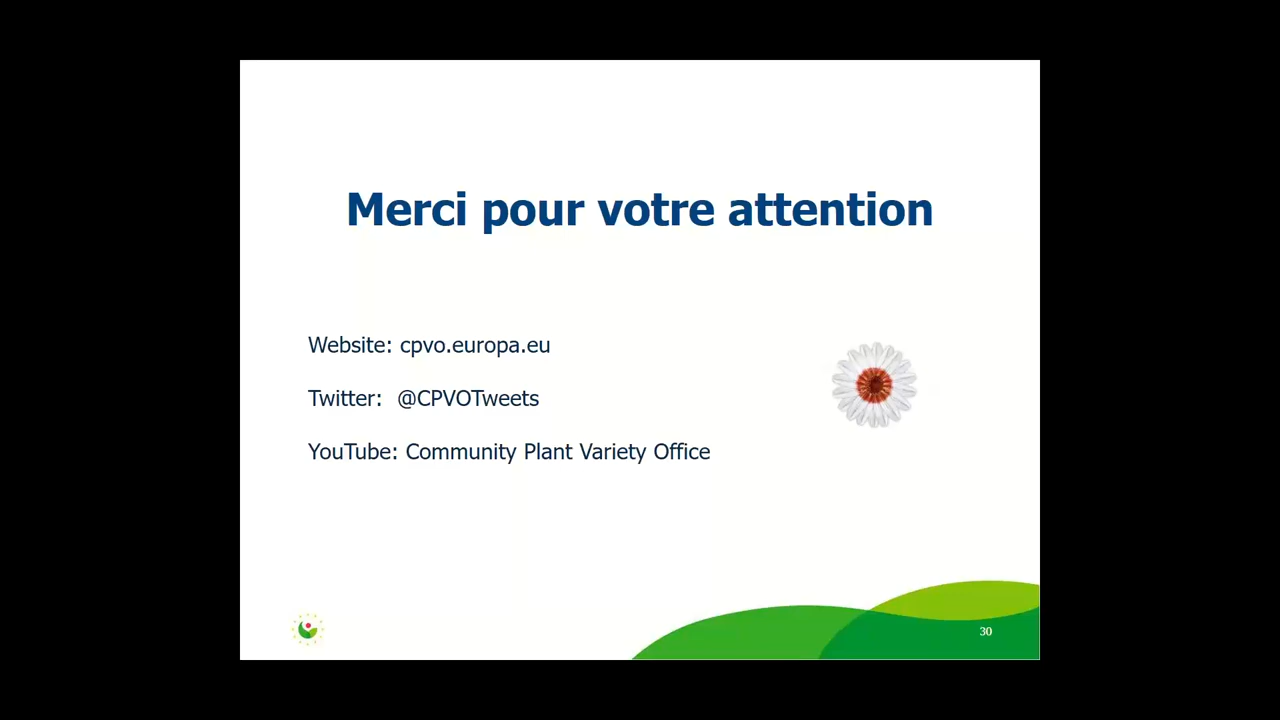 Merci pour votre attention
Website: cpvo.europa.eu
Twitter: @CPVOTweets
YouTube: Community Plant Variety Office
30